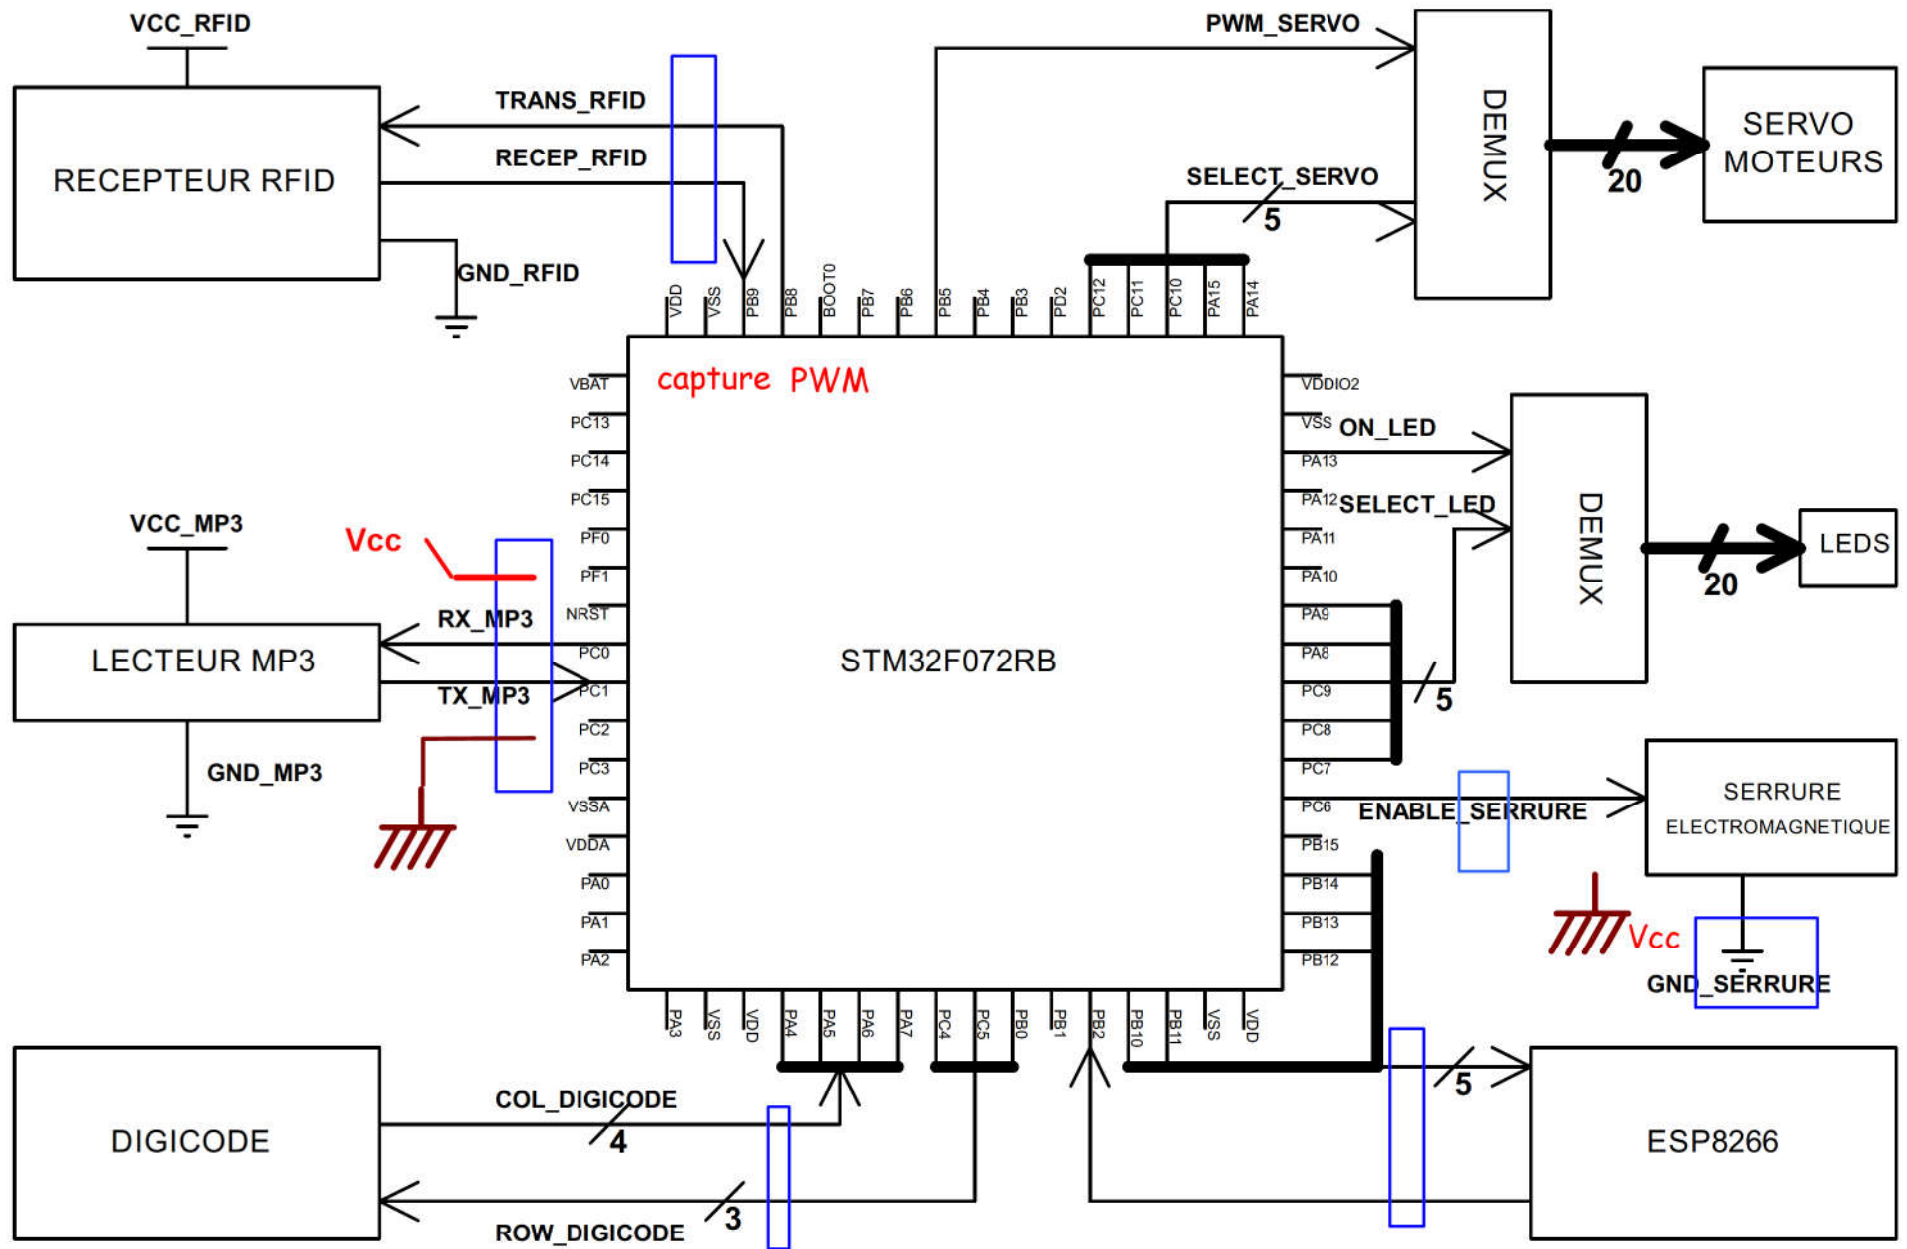 VCC_RFID
PWM_SERVO
TRANS_RFID
RECEP_RFID
RECEPTEUR RFID
GND_RFID
SELECT_SERVO
5
DEMUX
20
SERVO
MOTEURS
VDD
VSS
PB9
PB8
BOOT0
PB7
PB6
PB5
PB4
PB3
PD2
PC12
PC11
PC10
PA15
PA14
capture PWM
VBAT
PC13
PC14
PC15
PF0
PF1
NRST
PC0
PC1
PC2
PC3
VSSA
VDDA
PA0
PA1
PA2
STM32F072RB
VDDIO2
VSS
PA13
PA12
PA11
PA10
PA9
PA8
PC9
PC8
PC7
PC6
PB15
PB14
PB13
PB12
ON_LED
SELECT_LED
5
DEMUX
20
LEDS
VCC_MP3
Vcc
RX_MP3
LECTEUR MP3
TX_MP3
GND_MP3
ENABLE_SERRURE
SERRURE
ELECTROMAGNETIQUE
Vcc
GND_SERRURE
PA3
VSS
VDD
PA4
PA5
PA6
PA7
PC4
PC5
PB0
PB1
PB2
PB10
PB11
VSS
VDD
COL_DIGICODE
4
DIGICODE
3
ROW_DIGICODE
5
ESP8266